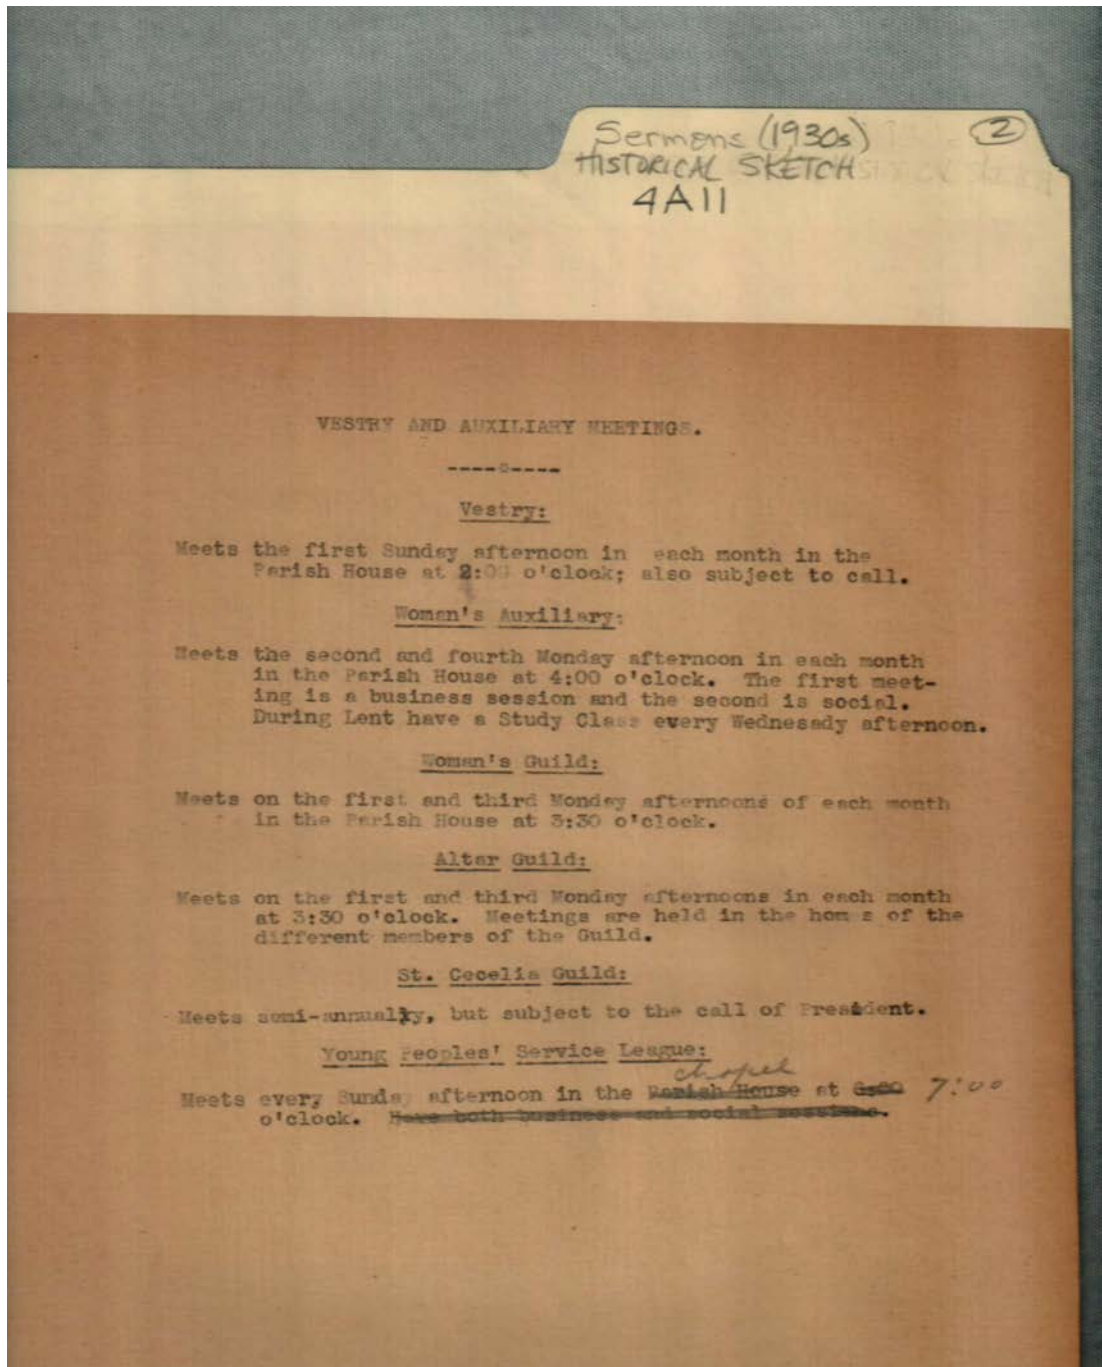 Sermons (1930s) 2
HISTORICAL SKETCH
4A11
VESTRY AND AUXILIARY MEETINGS.
----o----
Vestry:
Meets the first Sunday afternoon in each month in the
Parish House at 2:00 o'clock; also subject to call.
Woman's Auxiliary:
Meets the second and fourth Monday afternoon in each month
in the Parish House at 4:00 o'clock. The first meet-
ing is a business session and the second is social.
During Lent have a Study Class every Wednesady afternoon.
Woman's Guild:
Meets on the first and third Monday afternoons of each month
in the Parish House at 3:30 o'clock.
Altar Guild:
Meets on the first and third Monday afternoons in each month
at 3:30 o'clock. Meetings are held in the homes of the
different members of the Guild.
St. Cecelia Guild:
Meets semi-annually, but subject to the call of President.
Young Peoples' Service League:
chapel
Meets every Sunday afternoon in the Parish House at 6:00 7:00
o'clock. Have both business and social sessions.